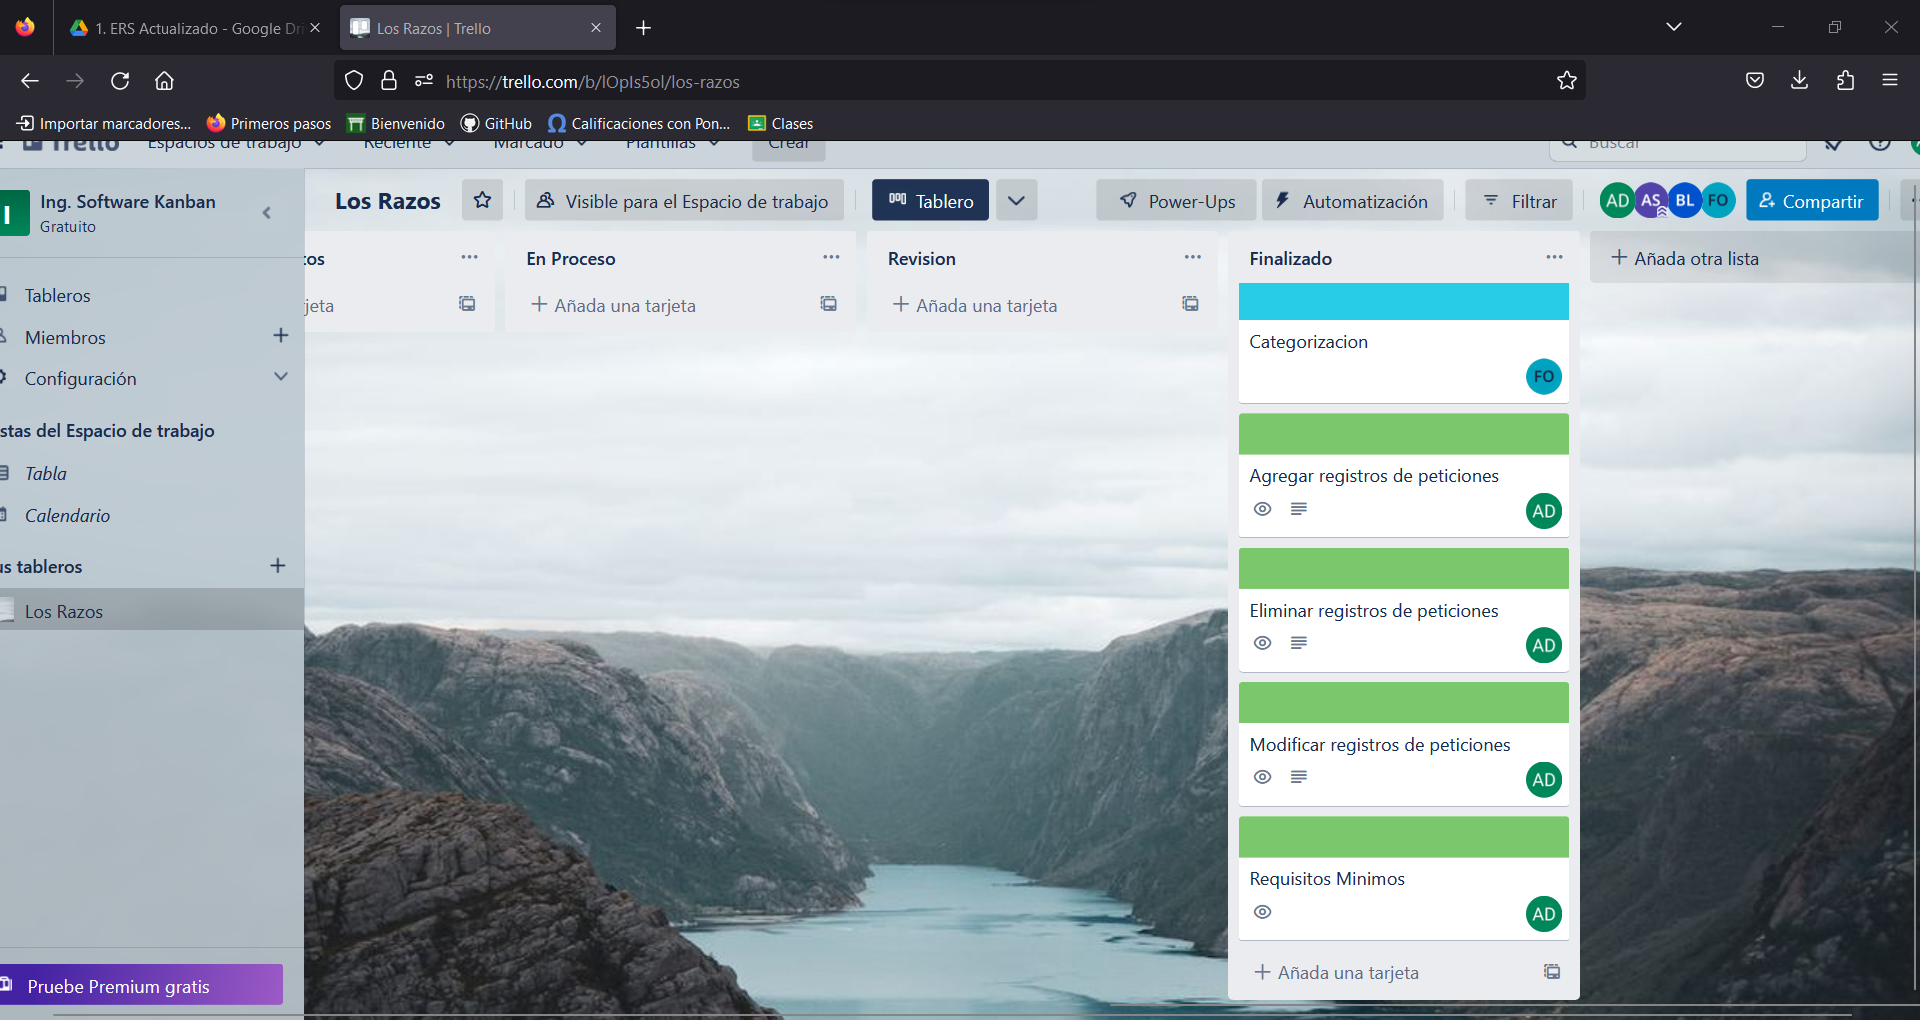 1. ERS Actualizado - Google Dri
Los Razos | Trello
https://trello.com/b/lOpIs5ol/los-razos
Importar marcadores...
Primeros pasos
Bienvenido
GitHub
Calificaciones con Pon...
Clases
Trello
Espacios de trabajo
Reciente
Marcado
Plantillas
Crear
Buscar
I
Ing. Software Kanban
Gratuito
Los Razos
Visible para el Espacio de trabajo
Tablero
Power-Ups
Automatización
Filtrar
AD
AS
BL
FO
Compartir
Tableros
Miembros
Configuración
stas del Espacio de trabajo
Tabla
Calendario
us tableros
Los Razos
Pruebe Premium gratis
tos
jeta
En Proceso
Añada una tarjeta
Revision
Añada una tarjeta
Finalizado
Categorizacion
FO
Agregar registros de peticiones
AD
Eliminar registros de peticiones
AD
Modificar registros de peticiones
AD
Requisitos Minimos
AD
Añada una tarjeta
Añada otra lista